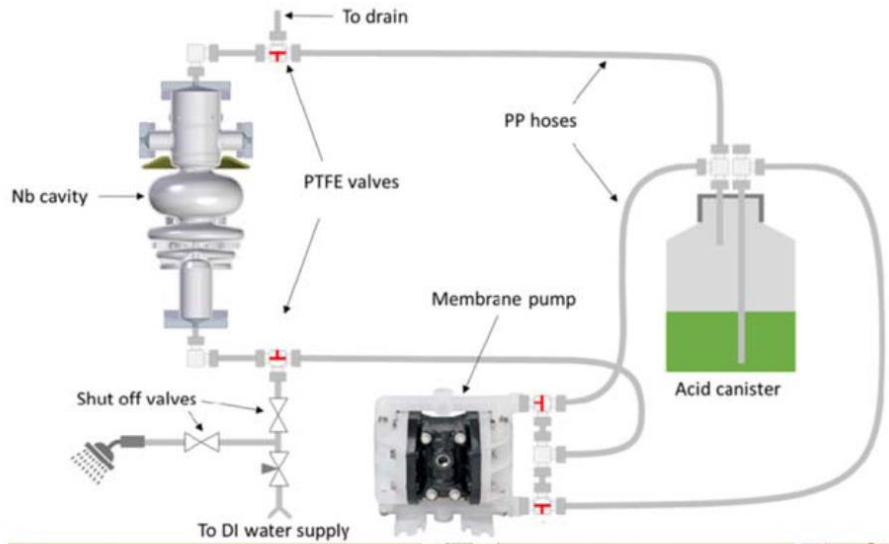 To drain
PP hoses
PTFE valves
Nb cavity
Membrane pump
Acid canister
Shut off valves
To DI water supply